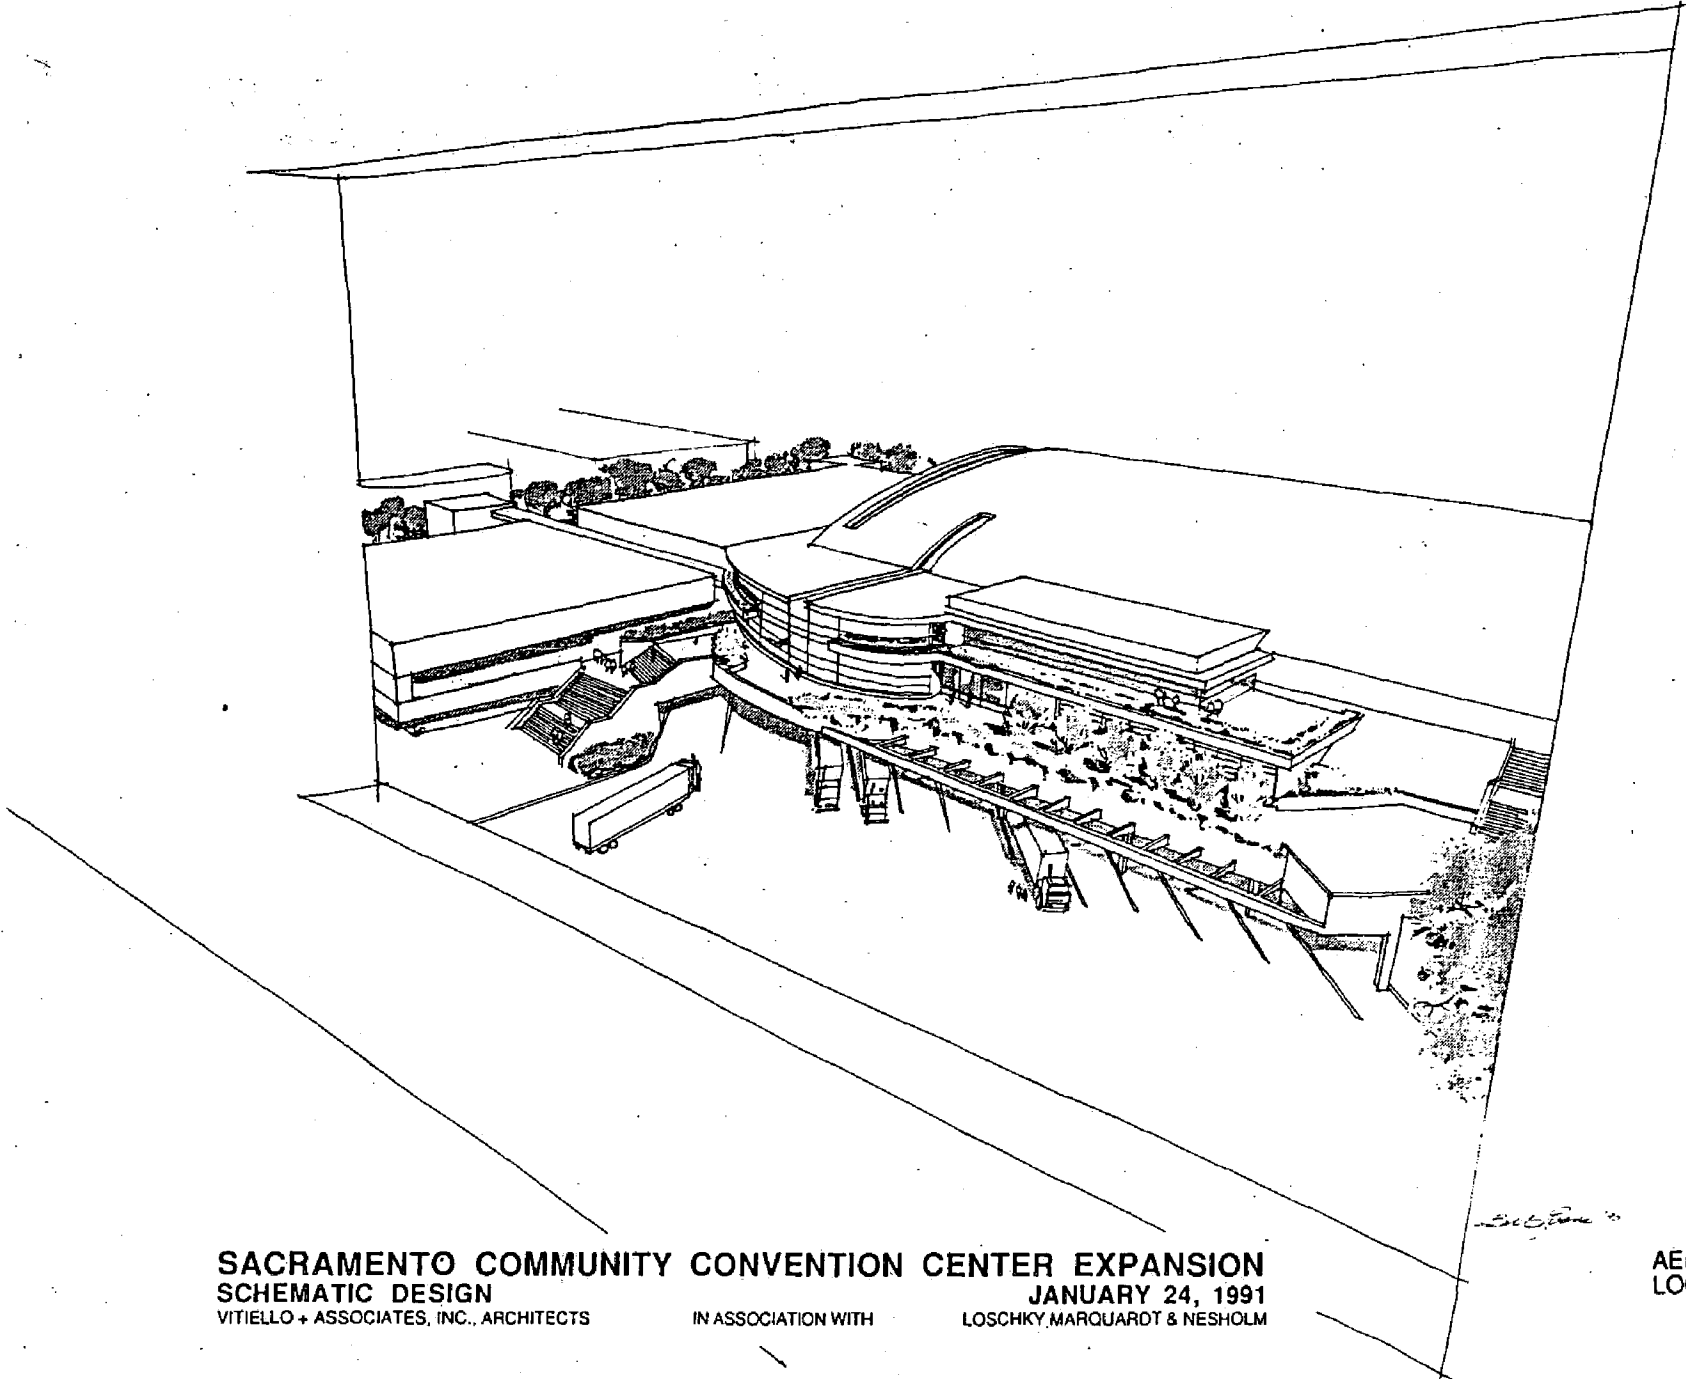 SACRAMENTO COMMUNITY CONVENTION CENTER EXPANSION
SCHEMATIC DESIGN JANUARY 24, 1991
VITIELLO + ASSOCIATES, INC., ARCHITECTS IN ASSOCIATION WITH LOSCHKY MARQUARDT & NESHOLM